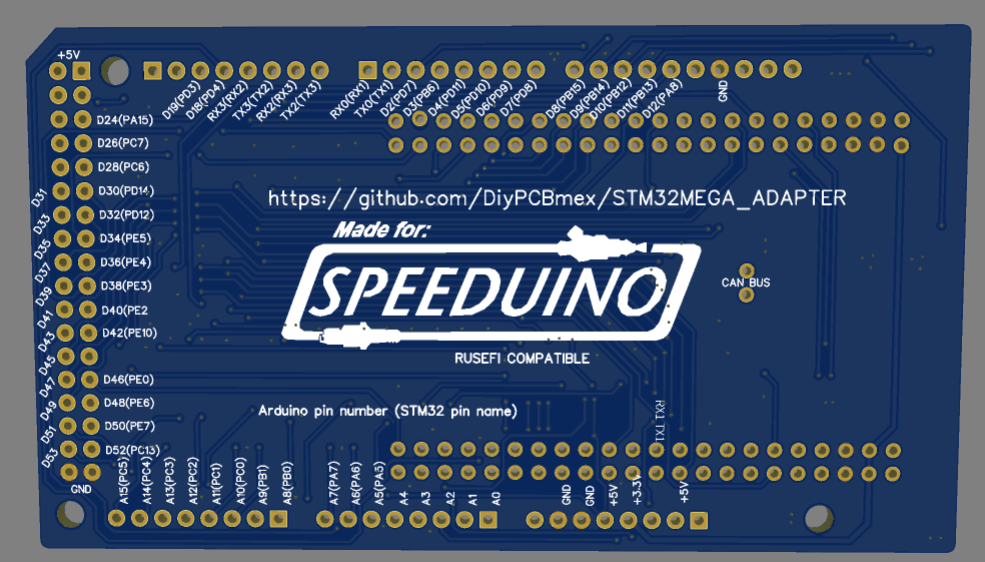 +5V
D19(PD3)
D18(PD4)
RX3(RX2)
TX3(TX2)
RX2(RX3)
TX2(TX3)
RX0(RX1)
TX0(TX1)
D2(PD7)
D3(PB6)
D4(PD11)
D5(PD10)
D6(PD9)
D7(PD8)
D8(PB15)
D9(PB14)
D10(PB12)
D11(PB13)
D12(PA8)
GND
D24(PA15)
D26(PC7)
D28(PC6)
D30(PD14)
D32(PD12)
D34(PE5)
D36(PE4)
D38(PE3)
D40(PE2
D42(PE10)
D46(PE0)
D48(PE6)
D50(PE7)
D52(PC13)
D31
D33
D35
D37
D39
D41
D43
D45
D47
D49
D51
D53
GND
https://github.com/DiyPCBmex/STM32MEGA_ADAPTER
Made for:
SPEEDUINO
RUSEFI COMPATIBLE
CAN BUS
Arduino pin number (STM32 pin name)
RX1 TX1
A15(PC5)
A14(PC4)
A13(PC3)
A12(PC2)
A11(PC1)
A10(PC0)
A9(PB1)
A8(PB0)
A7(PA7)
A6(PA6)
A5(PA3)
A4
A3
A2
A1
A0
GND
GND
+5V
+3.3V
+5V